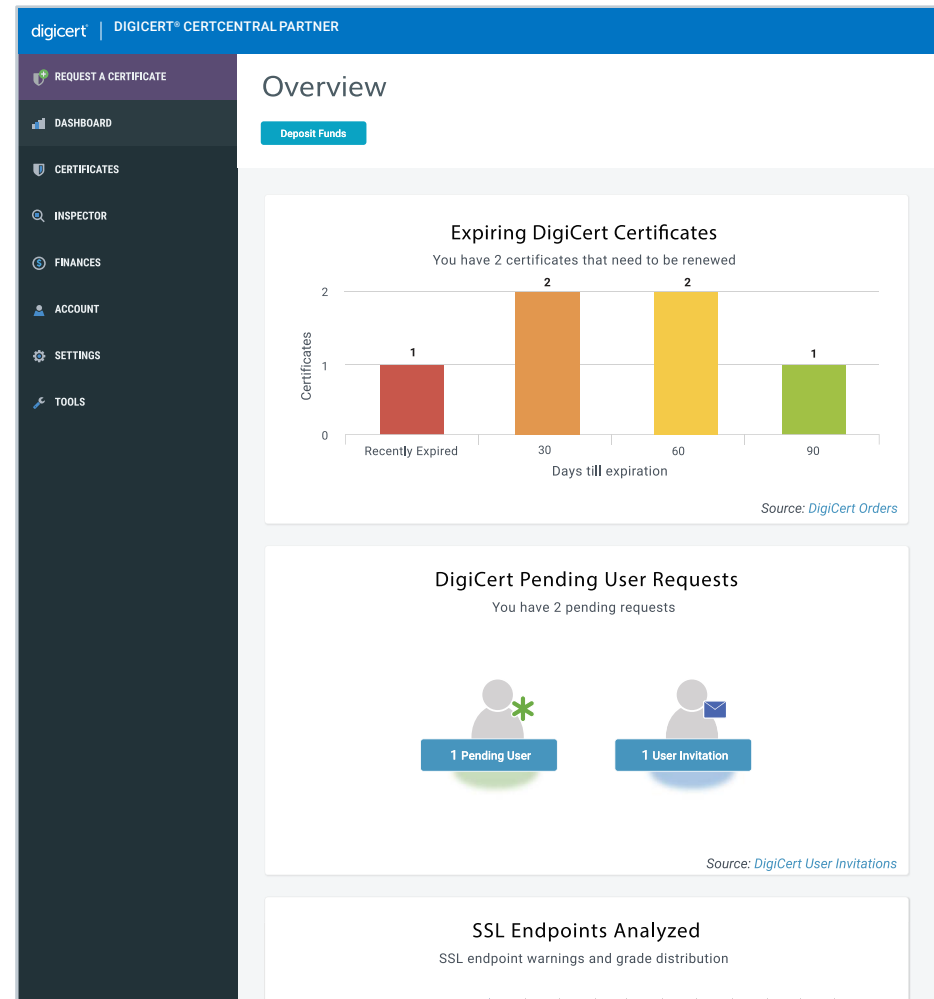 digicert | DIGICERT® CERTCENTRAL PARTNER
REQUEST A CERTIFICATE
DASHBOARD
CERTIFICATES
INSPECTOR
FINANCES
ACCOUNT
SETTINGS
TOOLS
Overview
Deposit Funds
Expiring DigiCert Certificates
You have 2 certificates that need to be renewed
Certificates
2
1
0
1
2
2
1
Recently Expired
30
60
90
Days till expiration
Source: DigiCert Orders
DigiCert Pending User Requests
You have 2 pending requests
1 Pending User
1 User Invitation
Source: DigiCert User Invitations
SSL Endpoints Analyzed
SSL endpoint warnings and grade distribution